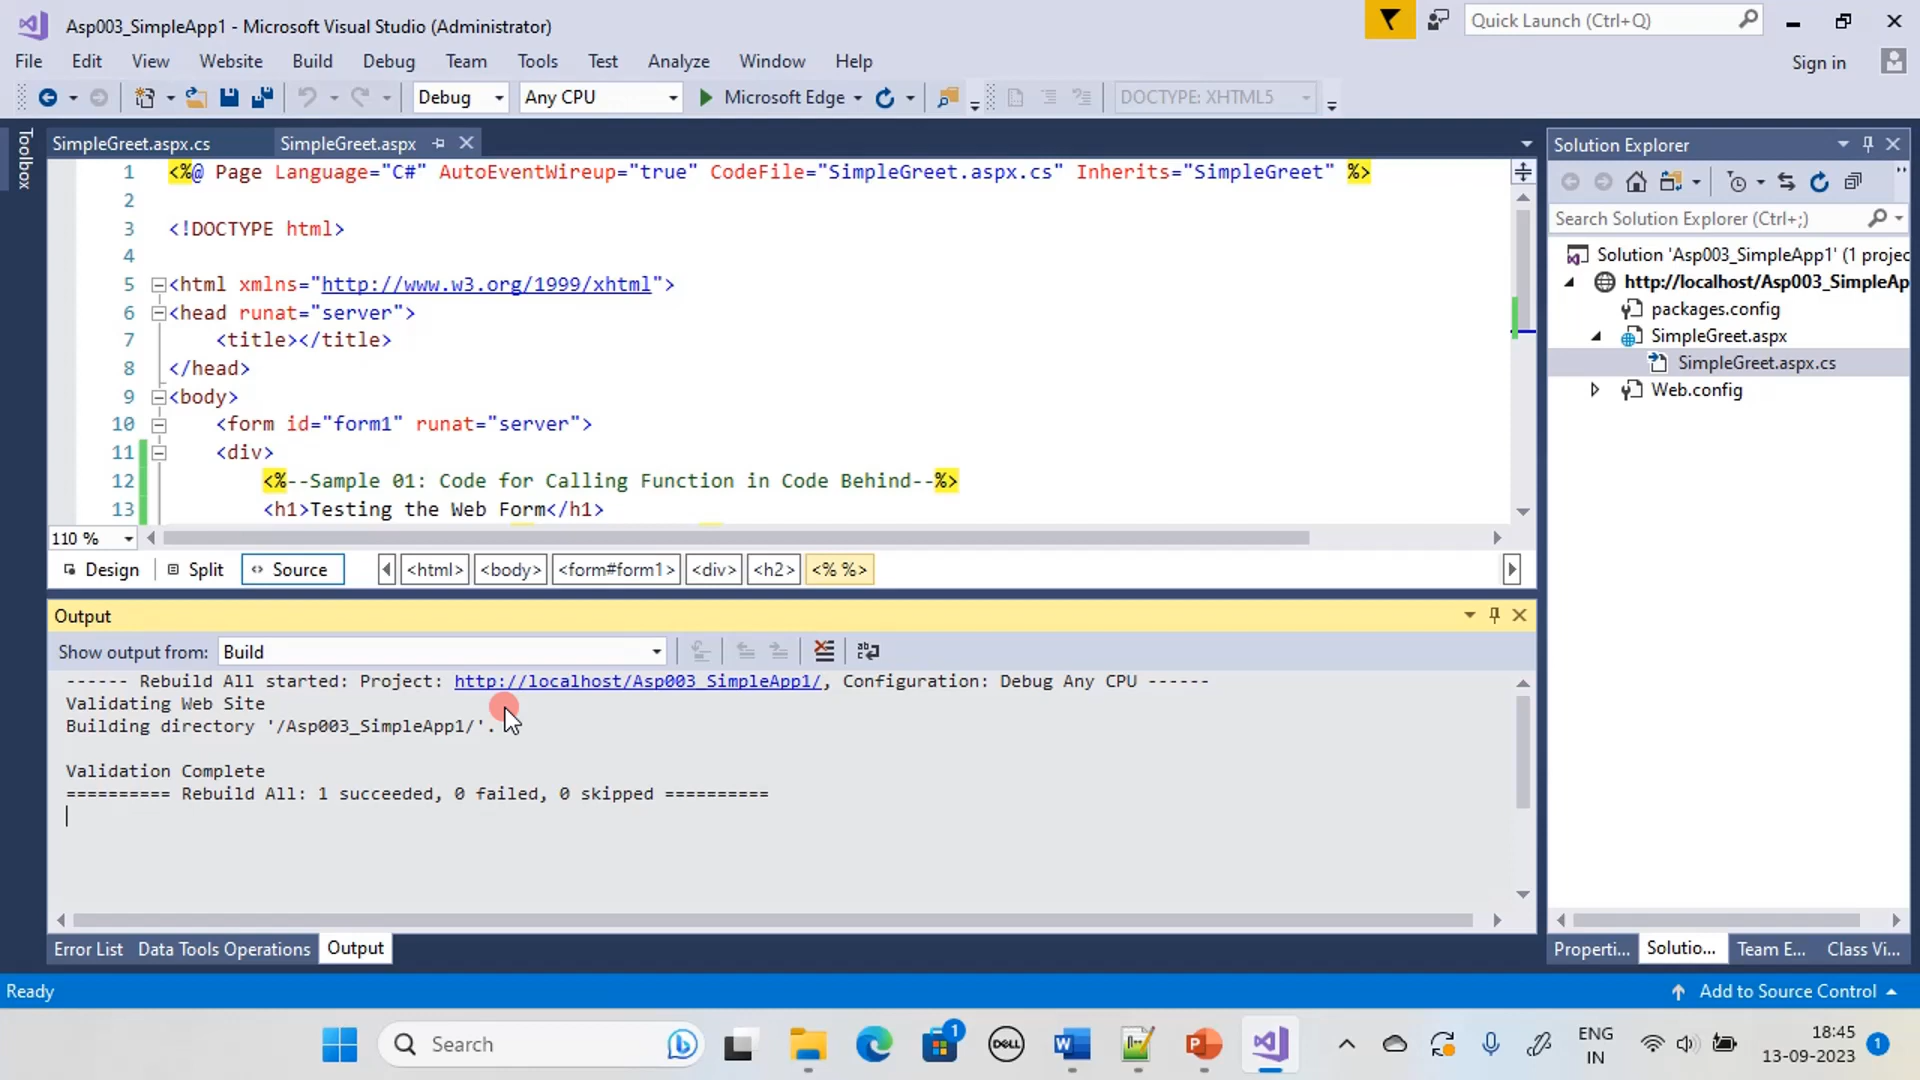 Asp003_SimpleApp1 - Microsoft Visual Studio (Administrator)
Quick Launch (Ctrl+Q)
File Edit View Website Build Debug Team Tools Test Analyze Window Help
Sign in
Debug Any CPU Microsoft Edge DOCTYPE: XHTML5
Toolbox
SimpleGreet.aspx.cs SimpleGreet.aspx
1 <%@ Page Language="C#" AutoEventWireup="true" CodeFile="SimpleGreet.aspx.cs" Inherits="SimpleGreet" %>
2
3 <!DOCTYPE html>
4
5 <html xmlns="http://www.w3.org/1999/xhtml">
6 <head runat="server">
7 <title></title>
8 </head>
9 <body>
10 <form id="form1" runat="server">
11 <div>
12 <%--Sample 01: Code for Calling Function in Code Behind--%>
13 <h1>Testing the Web Form</h1>
110 %
Design Split Source <html> <body> <form#form1> <div> <h2> <% %>
Output
Show output from: Build
------ Rebuild All started: Project: http://localhost/Asp003_SimpleApp1/, Configuration: Debug Any CPU ------
Validating Web Site
Building directory '/Asp003_SimpleApp1/'.
Validation Complete
========== Rebuild All: 1 succeeded, 0 failed, 0 skipped ==========
Error List Data Tools Operations Output
Solution Explorer
Search Solution Explorer (Ctrl+;)
Solution 'Asp003_SimpleApp1' (1 projec
http://localhost/Asp003_SimpleAp
packages.config
SimpleGreet.aspx
SimpleGreet.aspx.cs
Web.config
Properti... Solutio... Team E... Class Vi...
Ready
Add to Source Control
Search
1
DELL
ENG
IN
18:45
13-09-2023
1